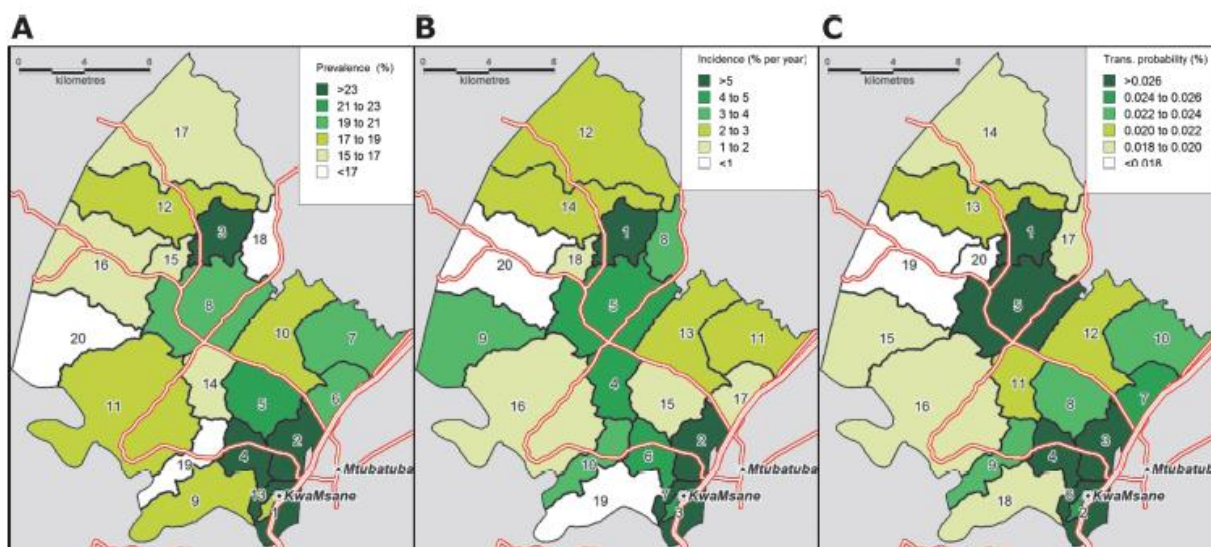 A
0 4 8
kilometres
Prevalence (%)
>23
21 to 23
19 to 21
17 to 19
15 to 17
<17
17
12
3
18
16
15
8
20
10
7
14
11
5
6
2
4
19
Mtubatuba
9
13
KwaMsane
1
B
0 4 8
kilometres
Incidence (% per year)
>5
4 to 5
3 to 4
2 to 3
1 to 2
<1
12
14
1
8
20
18
5
9
13
11
4
16
15
17
2
6
10
Mtubatuba
19
7
KwaMsane
3
C
0 4 8
kilometres
Trans. probability (%)
>0.026
0.024 to 0.026
0.022 to 0.024
0.020 to 0.022
0.018 to 0.020
<0.018
14
13
1
17
19
20
5
15
12
10
11
16
8
7
3
4
9
Mtubatuba
18
KwaMsane
2